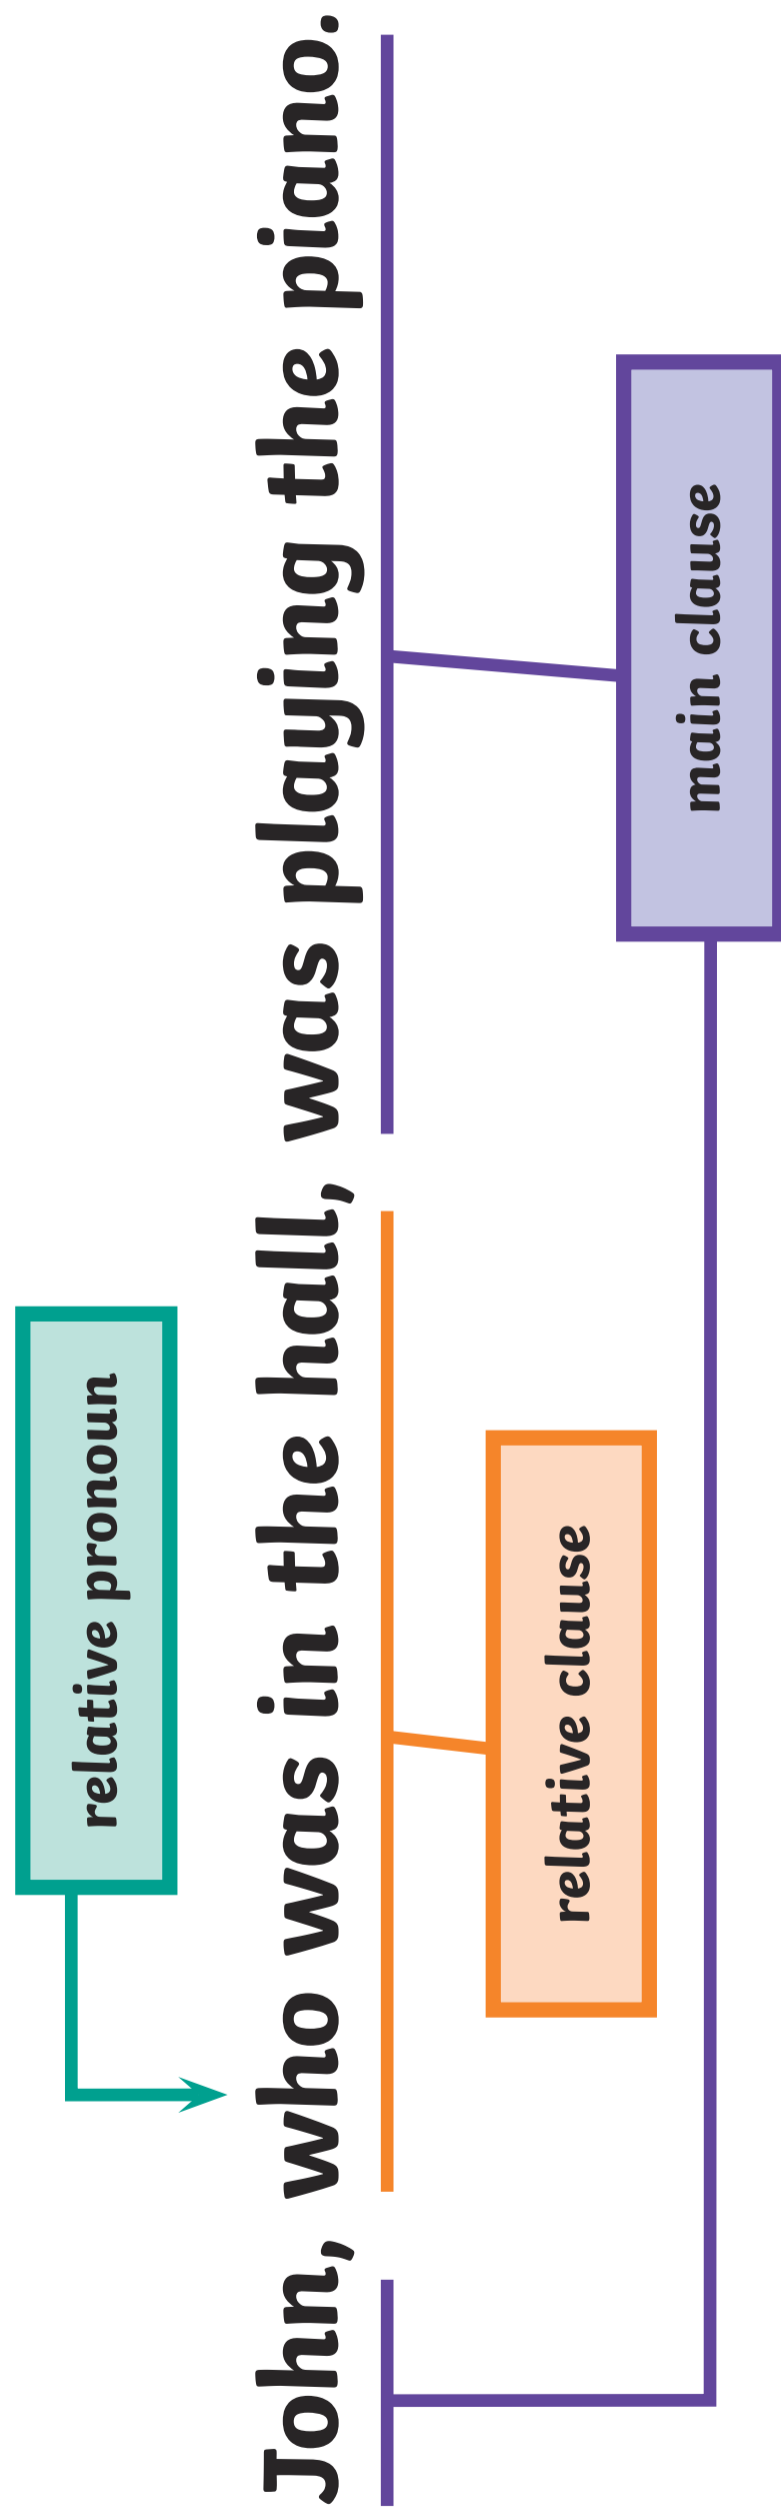 relative pronoun
John, who was in the hall, was playing the piano.
relative clause
main clause